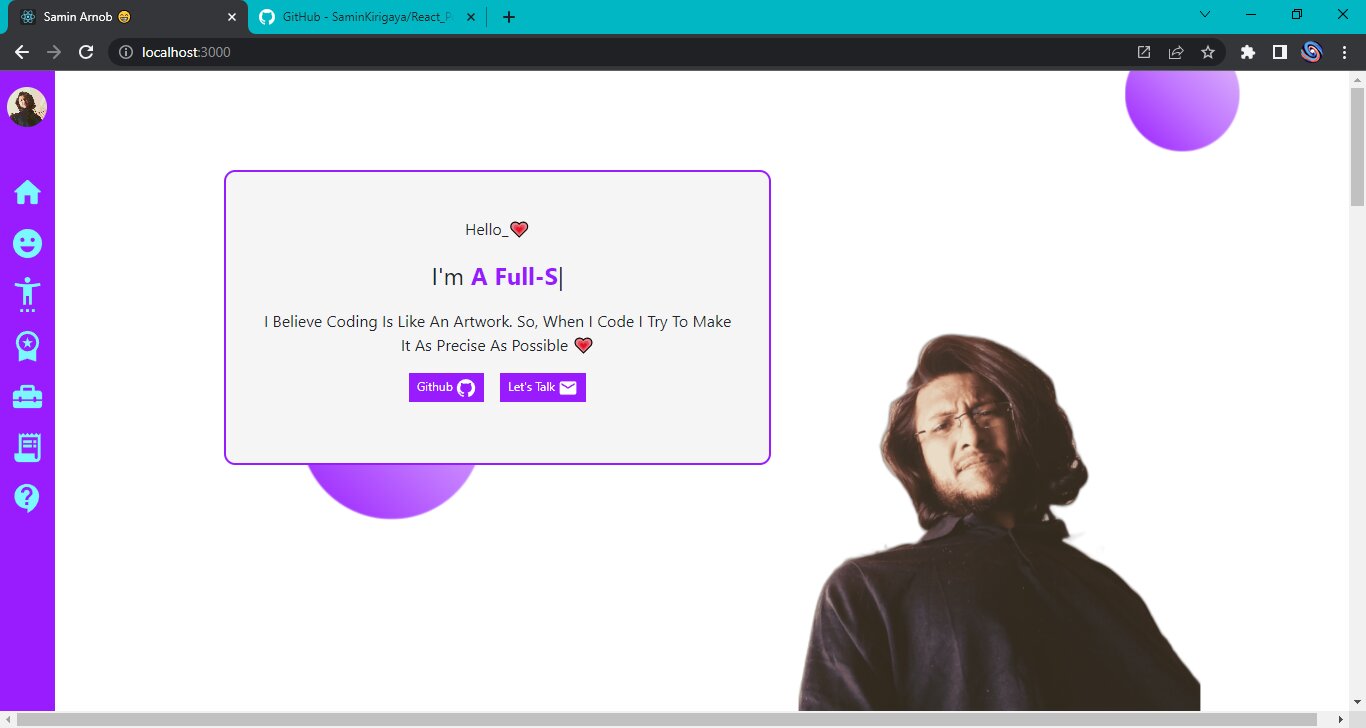 Samin Arnob 😁
GitHub - SaminKirigaya/React_P
localhost:3000
Hello_💗
I'm A Full-S|
I Believe Coding Is Like An Artwork. So, When I Code I Try To Make
It As Precise As Possible 💗
Github
Let's Talk